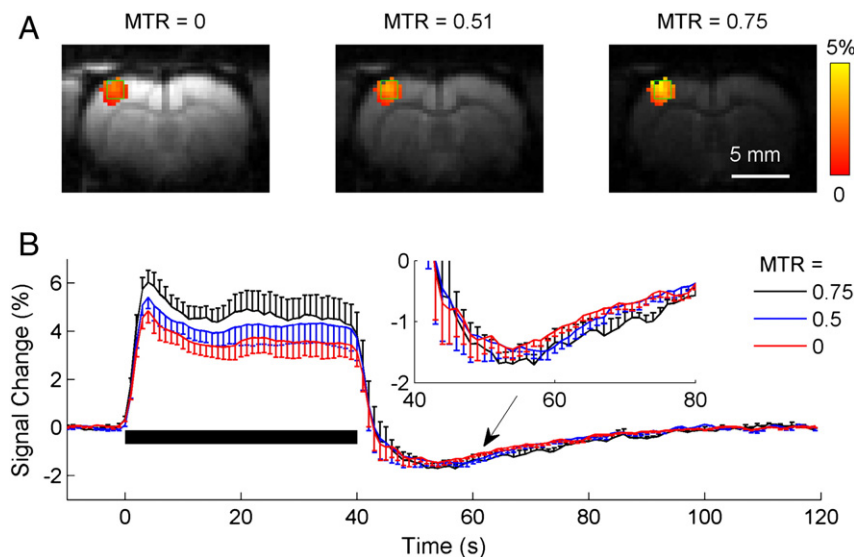 A
MTR = 0
MTR = 0.51
MTR = 0.75
5%
5 mm
0
B
Signal Change (%)
6
4
2
0
-2
0
-1
-2
40
60
80
MTR =
0.75
0.5
0
0
20
40
60
80
100
120
Time (s)